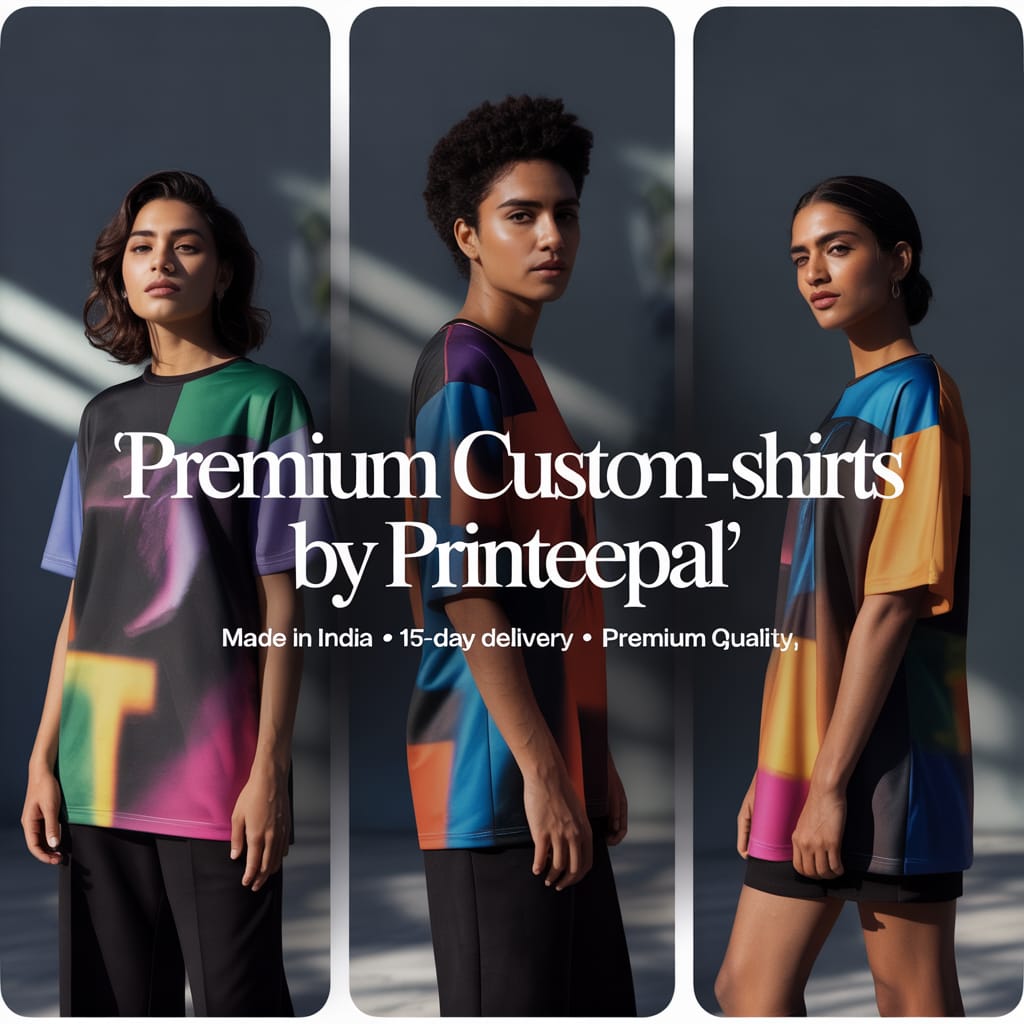 ‘Premium Custom-shirts
by Printeepal’
Made in India • 15-day delivery • Premium Quality,
T